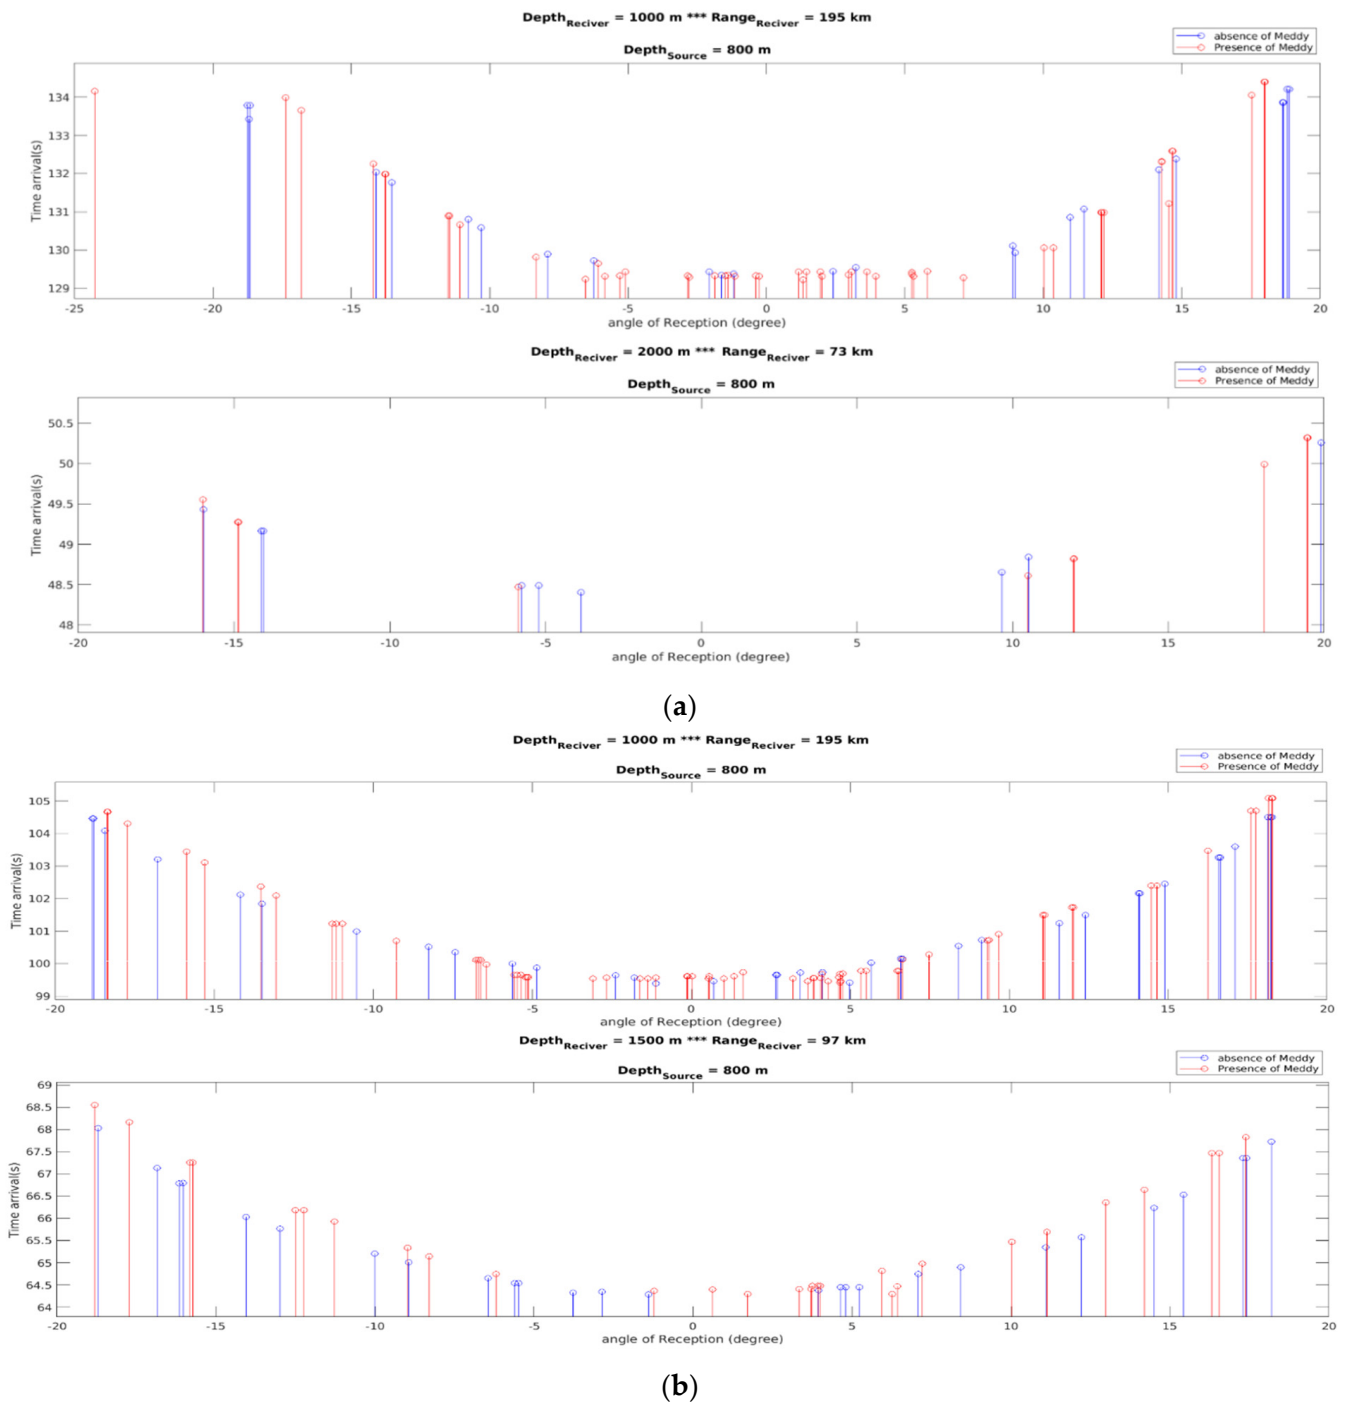 Depth_Reciver = 1000 m *** Range_Reciver = 195 km
Depth_Source = 800 m
absence of Meddy
Presence of Meddy
Time arrival(s)
134
133
132
131
130
129
-25 -20 -15 -10 -5 0 5 10 15 20
angle of Reception (degree)
Depth_Reciver = 2000 m *** Range_Reciver = 73 km
Depth_Source = 800 m
absence of Meddy
Presence of Meddy
Time arrival(s)
50.5
50
49.5
49
48.5
48
-20 -15 -10 -5 0 5 10 15 20
angle of Reception (degree)
(a)
Depth_Reciver = 1000 m *** Range_Reciver = 195 km
Depth_Source = 800 m
absence of Meddy
Presence of Meddy
Time arrival(s)
105
104
103
102
101
100
99
-20 -15 -10 -5 0 5 10 15 20
angle of Reception (degree)
Depth_Reciver = 1500 m *** Range_Reciver = 97 km
Depth_Source = 800 m
absence of Meddy
Presence of Meddy
Time arrival(s)
69
68.5
68
67.5
67
66.5
66
65.5
65
64.5
64
-20 -15 -10 -5 0 5 10 15 20
angle of Reception (degree)
(b)